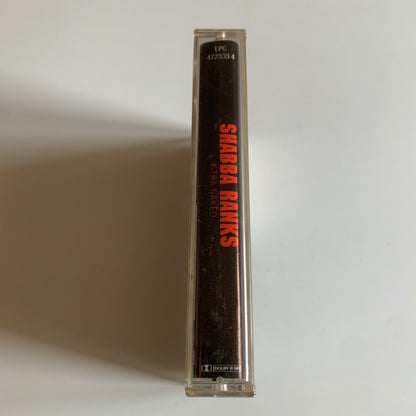 EPC
472333 4
SHABBA RANKS
X-TRA NAKED
DOLBY B NR